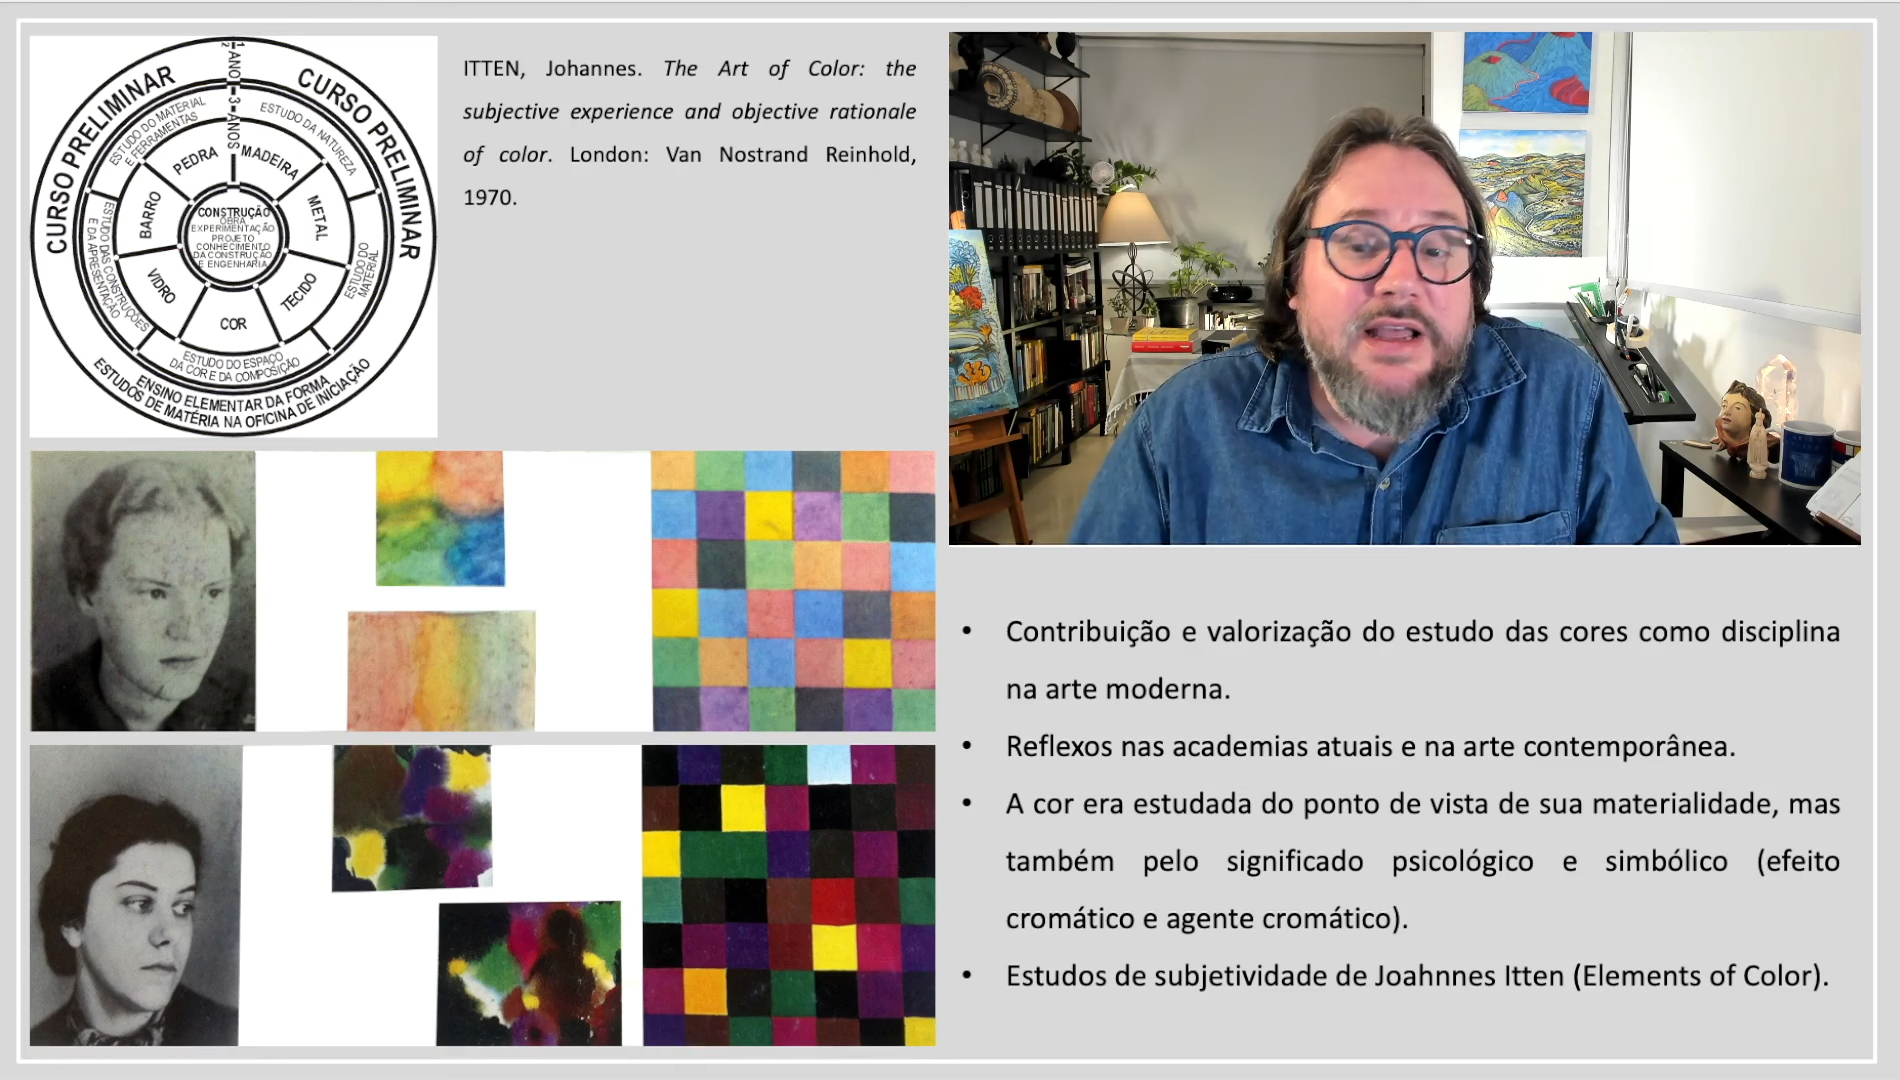 CURSO PRELIMINAR
CURSO PRELIMINAR
1
2
ANO
3
ANOS
ESTUDO DO MATERIAL
E FERRAMENTAS
ESTUDO DA NATUREZA
PEDRA
MADEIRA
BARRO
METAL
CONSTRUÇÃO
OBRA
EXPERIMENTAÇÃO
PROJETO
CONHECIMENTO
DA CONSTRUÇÃO
E ENGENHARIA
ESTUDO DAS CONSTRUÇÕES
E DA APRESENTAÇÃO
ESTUDO DO
MATERIAL
VIDRO
TECIDO
COR
ESTUDO DO ESPAÇO
DA COR E DA COMPOSIÇÃO
ENSINO ELEMENTAR DA FORMA
ESTUDOS DE MATÉRIA NA OFICINA DE INICIAÇÃO
ITTEN, Johannes. The Art of Color: the
subjective experience and objective rationale
of color. London: Van Nostrand Reinhold,
1970.
• Contribuição e valorização do estudo das cores como disciplina
na arte moderna.
• Reflexos nas academias atuais e na arte contemporânea.
• A cor era estudada do ponto de vista de sua materialidade, mas
também pelo significado psicológico e simbólico (efeito
cromático e agente cromático).
• Estudos de subjetividade de Joahnnes Itten (Elements of Color).